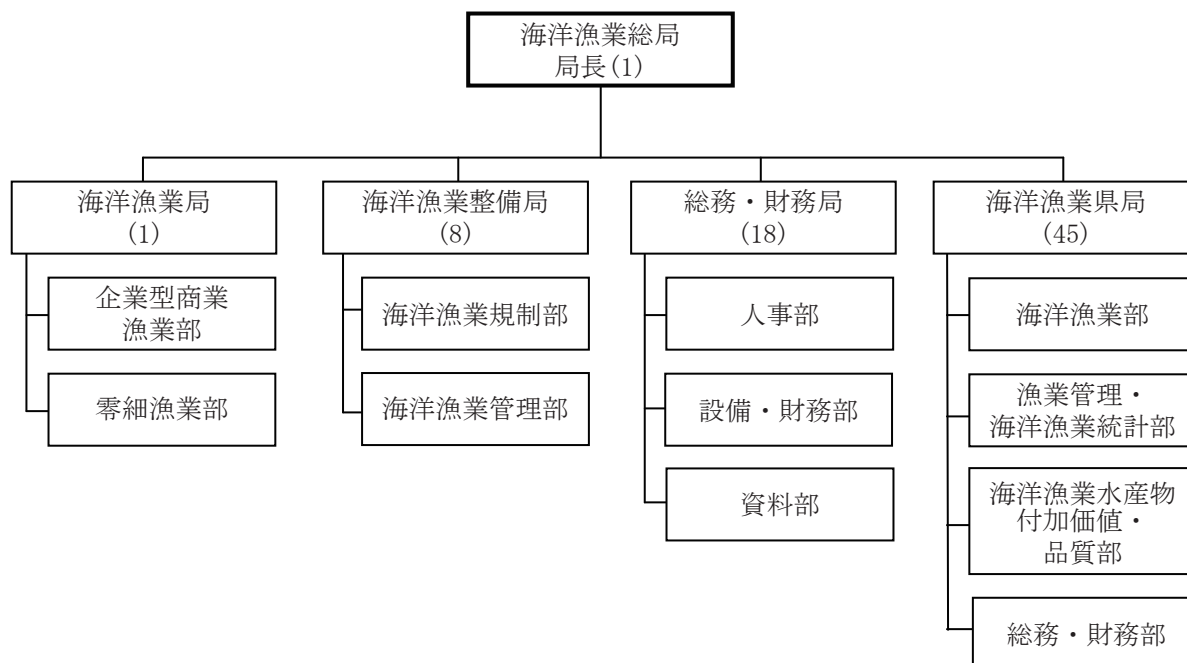 海洋漁業総局
局長(1)
海洋漁業局
(1)
海洋漁業整備局
(8)
総務・財務局
(18)
海洋漁業県局
(45)
企業型商業
漁業部
零細漁業部
海洋漁業規制部
海洋漁業管理部
人事部
設備・財務部
資料部
海洋漁業部
漁業管理・
海洋漁業統計部
海洋漁業水産物
付加価値・
品質部
総務・財務部